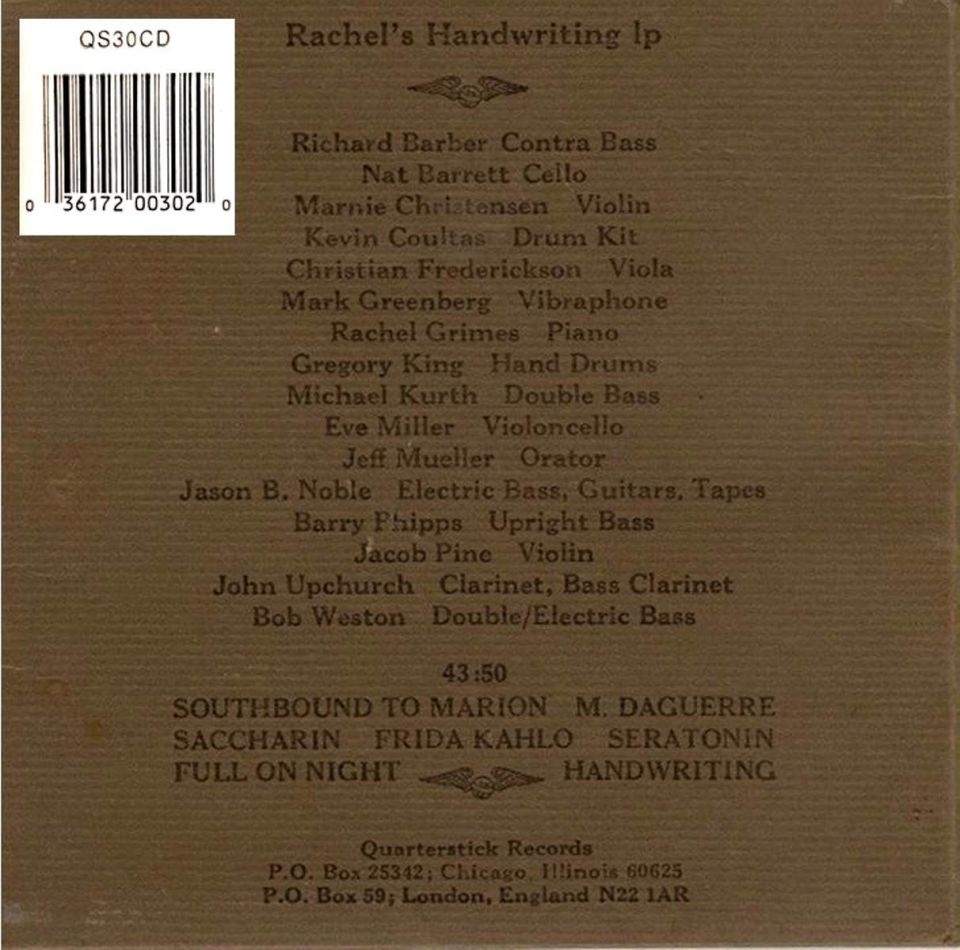 QS30CD
0 36172 00302 0
Rachel's Handwriting lp
Richard Barber Contra Bass
Nat Barrett Cello
Marnie Christensen Violin
Kevin Coultas Drum Kit
Christian Frederickson Viola
Mark Greenberg Vibraphone
Rachel Grimes Piano
Gregory King Hand Drums
Michael Kurth Double Bass
Eve Miller Violoncello
Jeff Mueller Orator
Jason B. Noble Electric Bass, Guitars, Tapes
Barry Phipps Upright Bass
Jacob Pine Violin
John Upchurch Clarinet, Bass Clarinet
Bob Weston Double/Electric Bass
43:50
SOUTHBOUND TO MARION M. DAGUERRE
SACCHARIN FRIDA KAHLO SERATONIN
FULL ON NIGHT HANDWRITING
Quarterstick Records
P.O. Box 25342; Chicago, Illinois 60625
P.O. Box 59; London, England N22 1AR